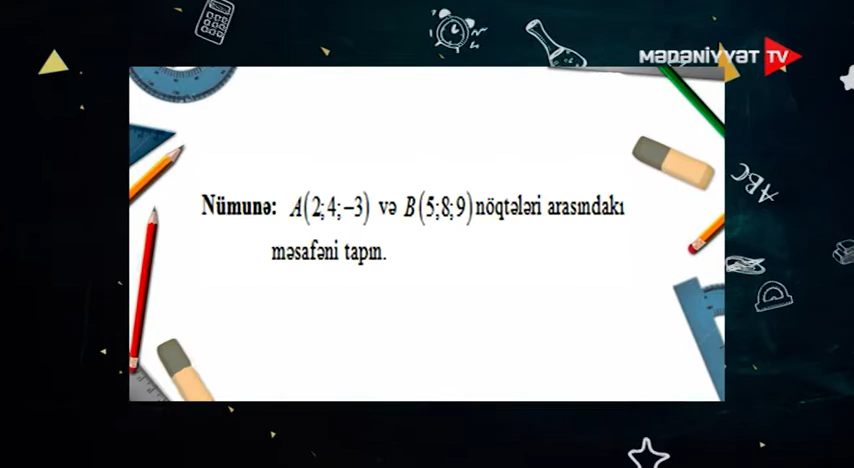 MƏDƏNİYYƏT TV
Nümunə: A(2;4;−3) və B(5;8;9) nöqtələri arasındakı
məsafəni tapın.
ABC